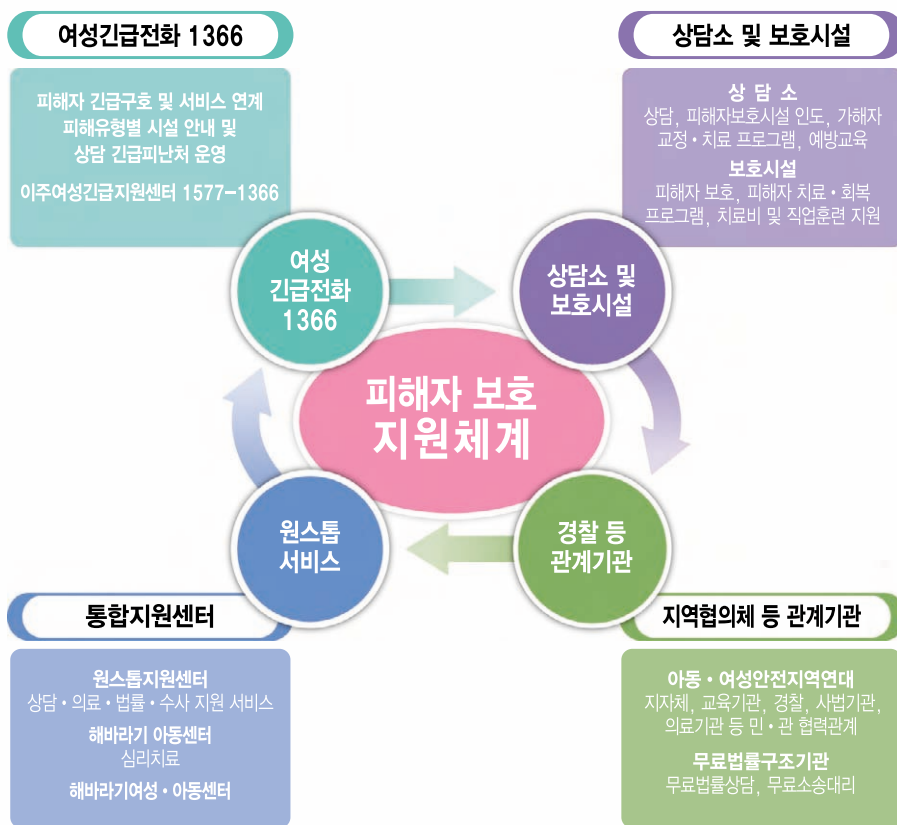 여성긴급전화 1366
피해자 긴급구호 및 서비스 연계
피해유형별 시설 안내 및
상담 긴급피난처 운영
이주여성긴급지원센터 1577-1366
상담소 및 보호시설
상 담 소
상담, 피해자보호시설 인도, 가해자
교정・치료 프로그램, 예방교육
보호시설
피해자 보호, 피해자 치료・회복
프로그램, 치료비 및 직업훈련 지원
여성
긴급전화
1366
상담소 및
보호시설
피해자 보호
지원체계
원스톱
서비스
경찰 등
관계기관
통합지원센터
원스톱지원센터
상담・의료・법률・수사 지원 서비스
해바라기 아동센터
심리치료
해바라기여성・아동센터
지역협의체 등 관계기관
아동・여성안전지역연대
지자체, 교육기관, 경찰, 사법기관,
의료기관 등 민・관 협력관계
무료법률구조기관
무료법률상담, 무료소송대리